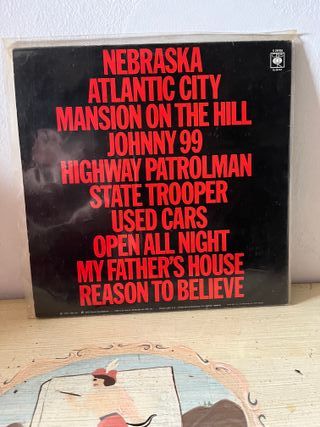 CBS
NEBRASKA
ATLANTIC CITY
MANSION ON THE HILL
JOHNNY 99
HIGHWAY PATROLMAN
STATE TROOPER
USED CARS
OPEN ALL NIGHT
MY FATHER'S HOUSE
REASON TO BELIEVE